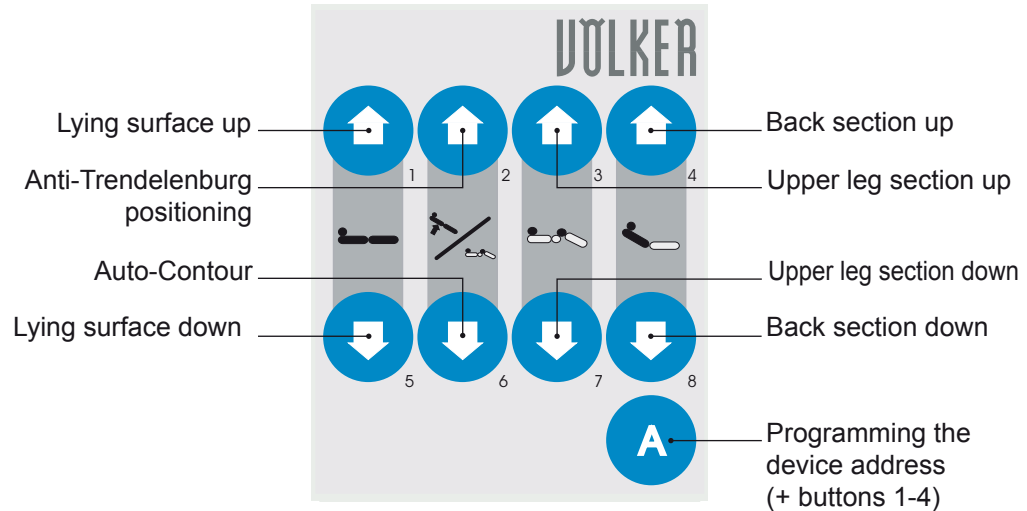 VÖLKER
Lying surface up
Back section up
1
2
3
4
Anti-Trendelenburg
positioning
Upper leg section up
Auto-Contour
Upper leg section down
Lying surface down
Back section down
5
6
7
8
A
Programming the
device address
(+ buttons 1-4)